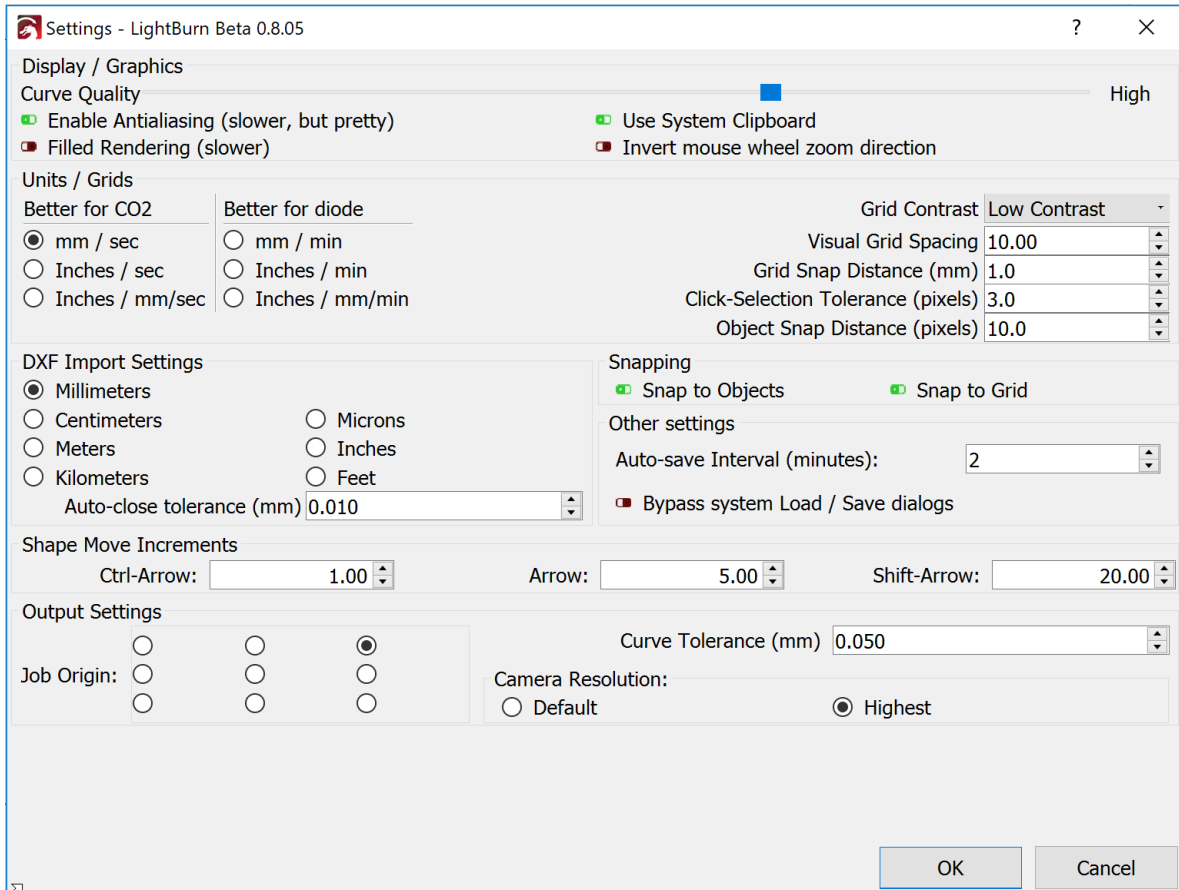 Settings - LightBurn Beta 0.8.05
?
Display / Graphics
Curve Quality High
Enable Antialiasing (slower, but pretty) Use System Clipboard
Filled Rendering (slower) Invert mouse wheel zoom direction
Units / Grids
Better for CO2 Better for diode Grid Contrast Low Contrast
mm / sec mm / min Visual Grid Spacing 10.00
Inches / sec Inches / min Grid Snap Distance (mm) 1.0
Inches / mm/sec Inches / mm/min Click-Selection Tolerance (pixels) 3.0
Object Snap Distance (pixels) 10.0
DXF Import Settings Snapping
Millimeters Snap to Objects Snap to Grid
Centimeters Microns Other settings
Meters Inches Auto-save Interval (minutes): 2
Kilometers Feet
Auto-close tolerance (mm) 0.010 Bypass system Load / Save dialogs
Shape Move Increments
Ctrl-Arrow: 1.00 Arrow: 5.00 Shift-Arrow: 20.00
Output Settings
Curve Tolerance (mm) 0.050
Job Origin: Camera Resolution:
Default Highest
OK Cancel